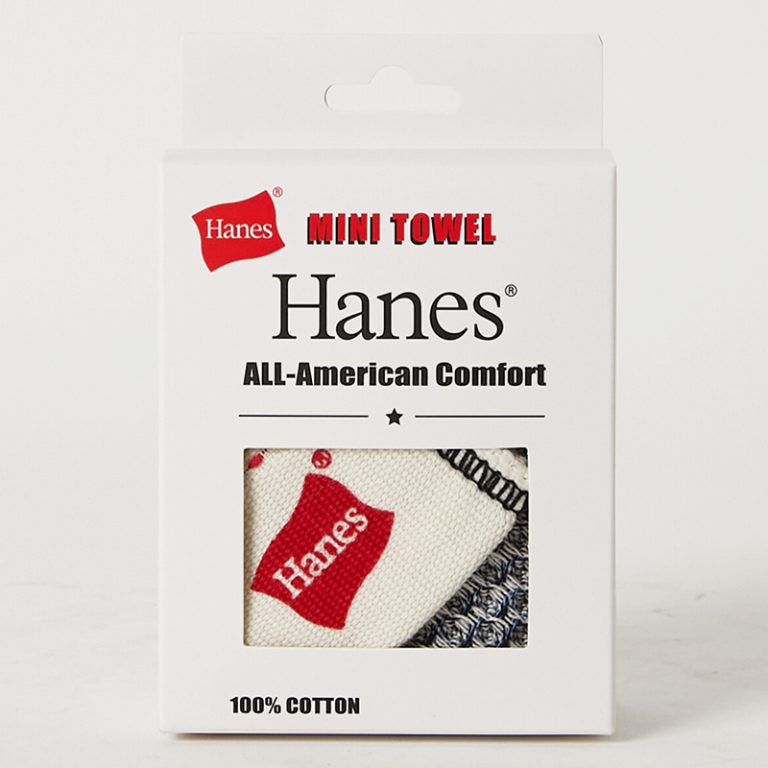 Hanes®
MINI TOWEL
Hanes®
ALL-American Comfort
Hanes
100% COTTON